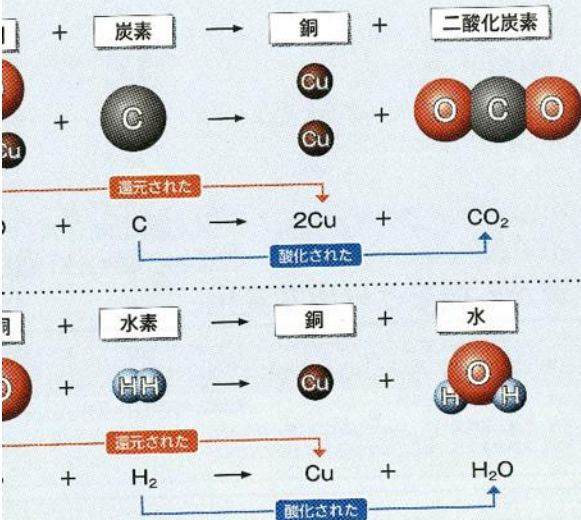 + 炭素 → 銅 + 二酸化炭素
Cu
+ C → Cu + O C O
Cu
還元された
+ C → 2Cu + CO₂
酸化された
+ 水素 → 銅 + 水
+ HH → Cu + H O H
還元された
+ H₂ → Cu + H₂O
酸化された